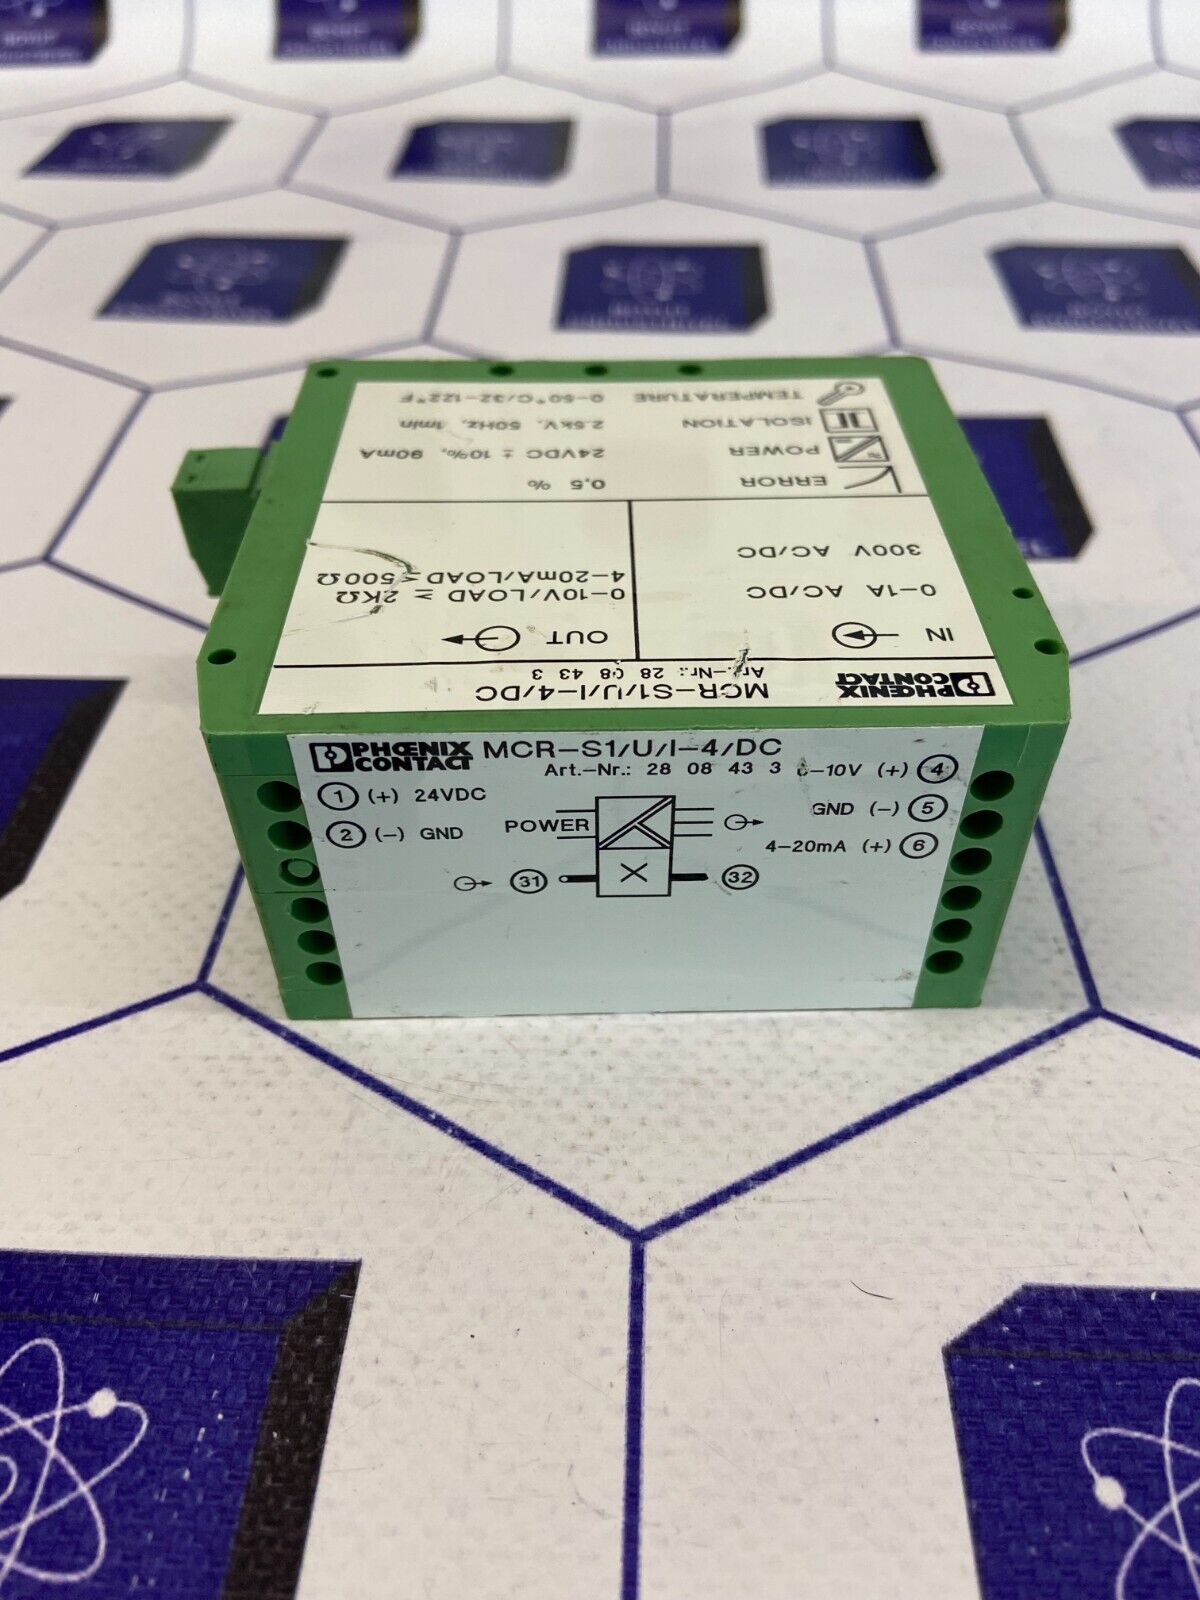 TEMPERATURE 0-50°C/32-122°F
ISOLATION 2.5kV, 50Hz, 1min
POWER 24VDC ± 10%, 90mA
ERROR 0,5 %
300V AC/DC
0-1A AC/DC
4-20mA/LOAD ≤ 500Ω
0-10V/LOAD ≥ 2KΩ
IN
OUT
PHŒNIX
CONTACT
MCR-S1/U/I-4/DC
Art.-Nr.: 28 08 43 3
PHŒNIX
CONTACT
MCR-S1/U/I-4/DC
Art.-Nr.: 28 08 43 3
0-10V (+) 4
1 (+) 24VDC
GND (-) 5
2 (-) GND
POWER
4-20mA (+) 6
31
X
32